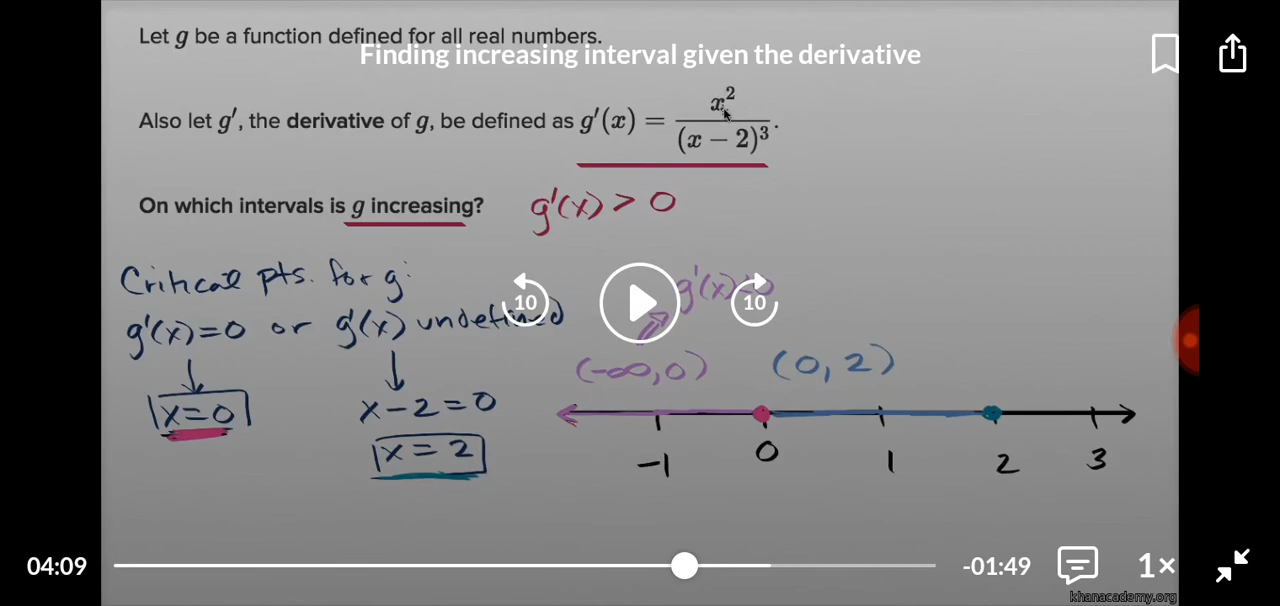 Let g be a function defined for all real numbers.
Finding increasing interval given the derivative
Also let g′, the derivative of g, be defined as g′(x) = x² / (x − 2)³.
On which intervals is g increasing? g'(x) > 0
Critical pts. for g
g'(x)=0 or g'(x) undefined
g'(x)<0
(-∞,0) (0,2)
x=0
x-2=0
x=2
-1 0 1 2 3
10 10
04:09 -01:49 1×
khanacademy.org